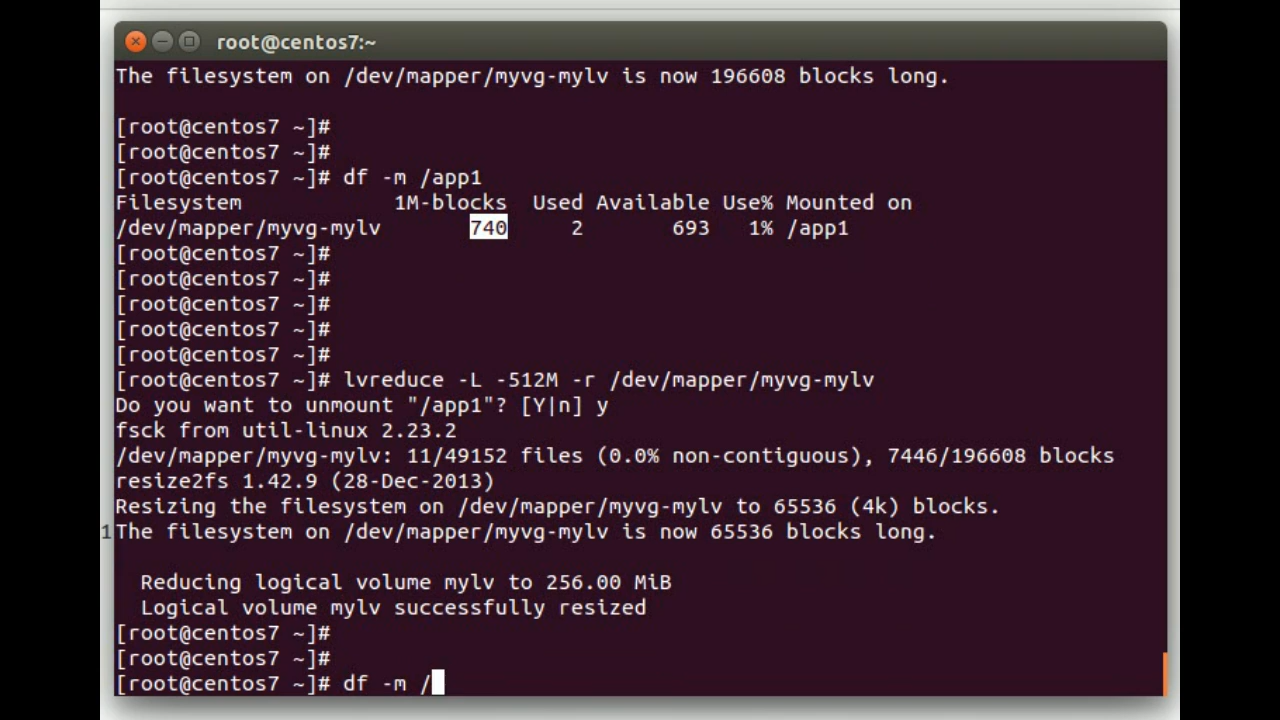 root@centos7:~
The filesystem on /dev/mapper/myvg-mylv is now 196608 blocks long.
[root@centos7 ~]#
[root@centos7 ~]#
[root@centos7 ~]# df -m /app1
Filesystem 1M-blocks Used Available Use% Mounted on
/dev/mapper/myvg-mylv 740 2 693 1% /app1
[root@centos7 ~]#
[root@centos7 ~]#
[root@centos7 ~]#
[root@centos7 ~]#
[root@centos7 ~]#
[root@centos7 ~]# lvreduce -L -512M -r /dev/mapper/myvg-mylv
Do you want to unmount "/app1"? [Y|n] y
fsck from util-linux 2.23.2
/dev/mapper/myvg-mylv: 11/49152 files (0.0% non-contiguous), 7446/196608 blocks
resize2fs 1.42.9 (28-Dec-2013)
Resizing the filesystem on /dev/mapper/myvg-mylv to 65536 (4k) blocks.
1 The filesystem on /dev/mapper/myvg-mylv is now 65536 blocks long.
Reducing logical volume mylv to 256.00 MiB
Logical volume mylv successfully resized
[root@centos7 ~]#
[root@centos7 ~]#
[root@centos7 ~]# df -m /